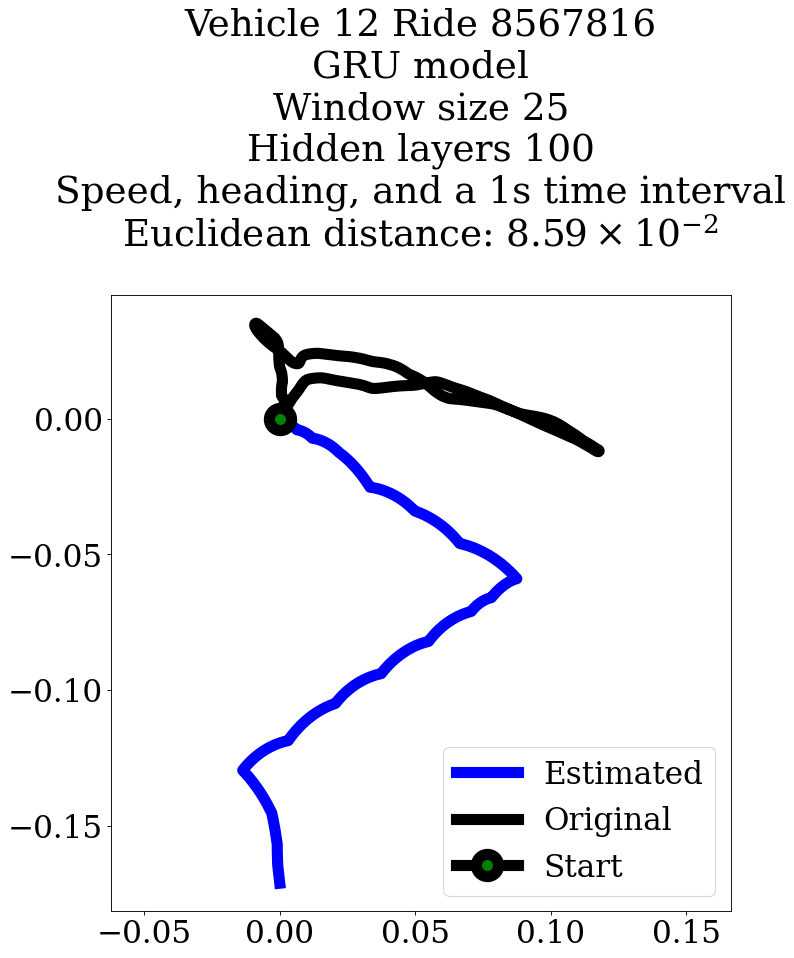 Vehicle 12 Ride 8567816
GRU model
Window size 25
Hidden layers 100
Speed, heading, and a 1s time interval
Euclidean distance: 8.59 × 10⁻²
0.00
−0.05
−0.10
−0.15
Estimated
Original
Start
−0.05 0.00 0.05 0.10 0.15